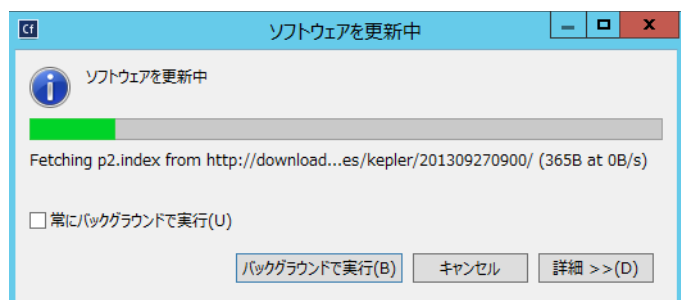 Cf
ソフトウェアを更新中
ソフトウェアを更新中
Fetching p2.index from http://download...es/kepler/201309270900/ (365B at 0B/s)
常にバックグラウンドで実行(U)
バックグラウンドで実行(B) キャンセル 詳細 >>(D)